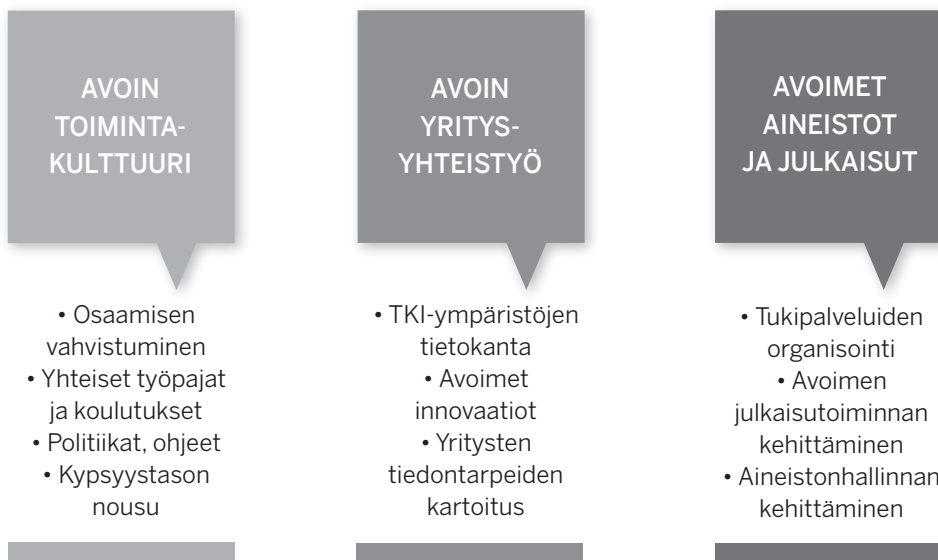 AVOIN
TOIMINTA-
KULTTUURI
• Osaamisen
vahvistuminen
• Yhteiset työpajat
ja koulutukset
• Politiikat, ohjeet
• Kypsyystason
nousu
AVOIN
YRITYS-
YHTEISTYÖ
• TKI-ympäristöjen
tietokanta
• Avoimet
innovaatiot
• Yritysten
tiedontarpeiden
kartoitus
AVOIMET
AINEISTOT
JA JULKAISUT
• Tukipalveluiden
organisointi
• Avoimen
julkaisutoiminnan
kehittäminen
• Aineistonhallinnan
kehittäminen